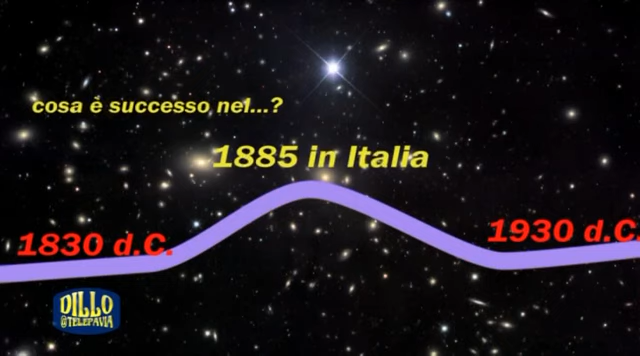 cosa è successo nel...?
1885 in Italia
1830 d.C.
1930 d.C.
DILLO
@TELEPAVIA